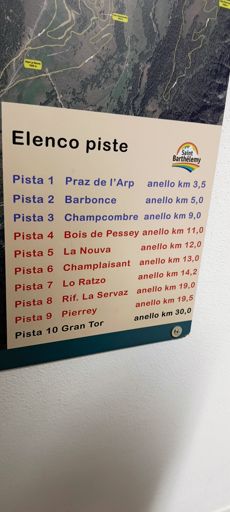 Elenco piste
Saint
Barthélemy
Pista 1 Praz de l'Arp anello km 3,5
Pista 2 Barbonce anello km 5,0
Pista 3 Champcombre anello km 9,0
Pista 4 Bois de Pessey anello km 11,0
Pista 5 La Nouva anello km 12,0
Pista 6 Champlaisant anello km 13,0
Pista 7 Lo Ratzo anello km 14,2
Pista 8 Rif. La Servaz anello km 19,0
Pista 9 Pierrey anello km 19,5
Pista 10 Gran Tor anello km 30,0